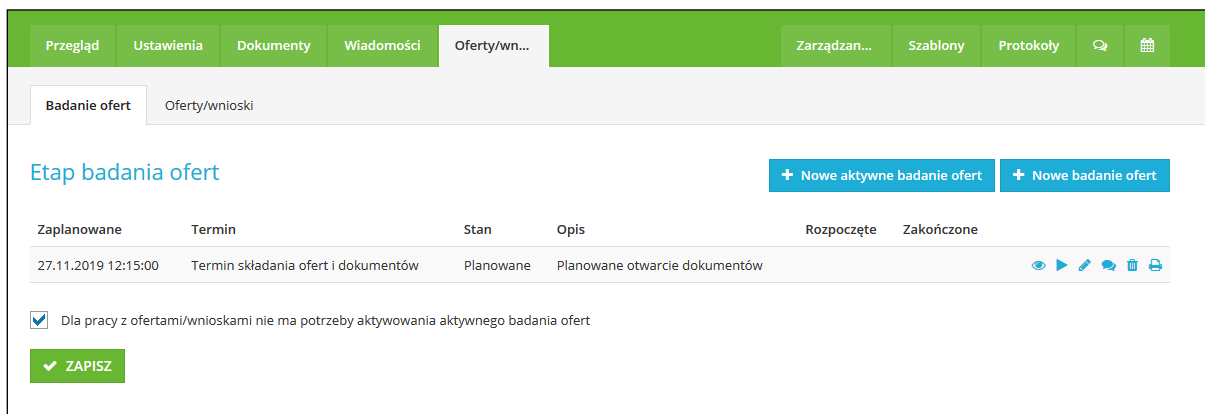 Przegląd Ustawienia Dokumenty Wiadomości Oferty/wn... Zarządzan... Szablony Protokoły
Badanie ofert Oferty/wnioski
Etap badania ofert Nowe aktywne badanie ofert Nowe badanie ofert
Zaplanowane Termin Stan Opis Rozpoczęte Zakończone
27.11.2019 12:15:00 Termin składania ofert i dokumentów Planowane Planowane otwarcie dokumentów
Dla pracy z ofertami/wnioskami nie ma potrzeby aktywowania aktywnego badania ofert
ZAPISZ